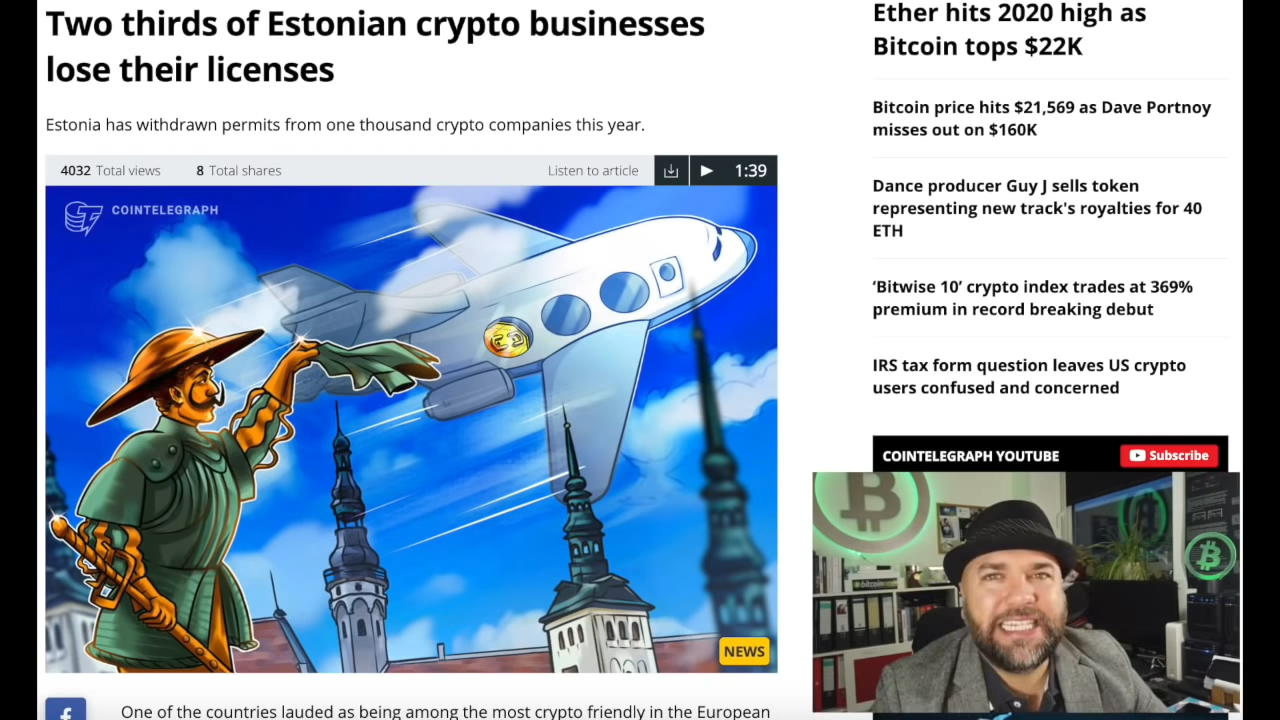 Two thirds of Estonian crypto businesses
lose their licenses
Estonia has withdrawn permits from one thousand crypto companies this year.
4032 Total views 8 Total shares Listen to article 1:39
COINTELEGRAPH
NEWS
One of the countries lauded as being among the most crypto friendly in the European
Ether hits 2020 high as
Bitcoin tops $22K
Bitcoin price hits $21,569 as Dave Portnoy
misses out on $160K
Dance producer Guy J sells token
representing new track's royalties for 40
ETH
‘Bitwise 10’ crypto index trades at 369%
premium in record breaking debut
IRS tax form question leaves US crypto
users confused and concerned
COINTELEGRAPH YOUTUBE Subscribe
bitcoin